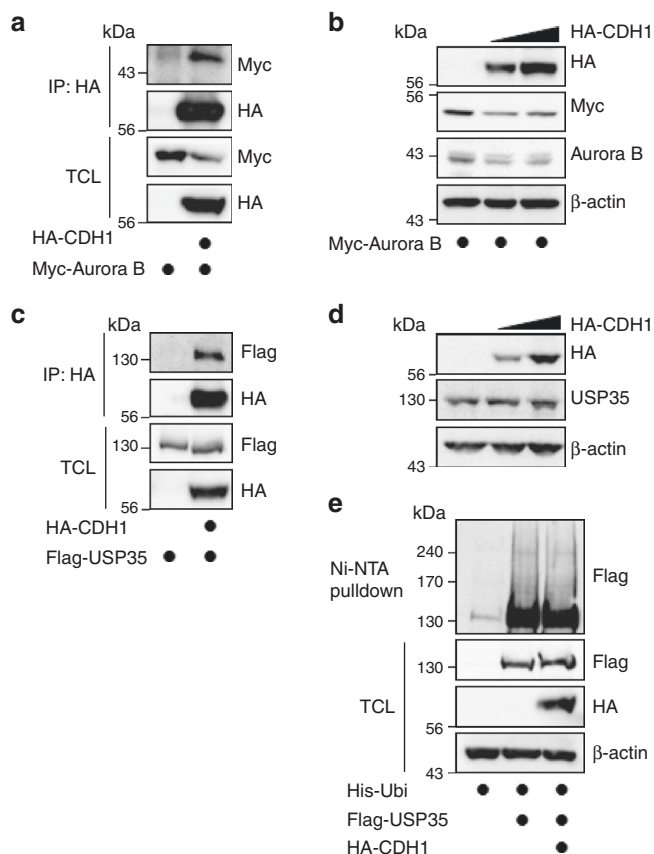 a
kDa
IP: HA
43
Myc
HA
56
TCL
Myc
HA
56
HA-CDH1
Myc-Aurora B
b
kDa
HA-CDH1
HA
56
56
Myc
43
Aurora B
β-actin
43
Myc-Aurora B
c
kDa
IP: HA
130
Flag
HA
56
TCL
130
Flag
HA
56
HA-CDH1
Flag-USP35
d
kDa
HA-CDH1
HA
56
130
USP35
β-actin
43
e
kDa
Ni-NTA
pulldown
240
170
130
Flag
TCL
130
Flag
HA
56
β-actin
43
His-Ubi
Flag-USP35
HA-CDH1